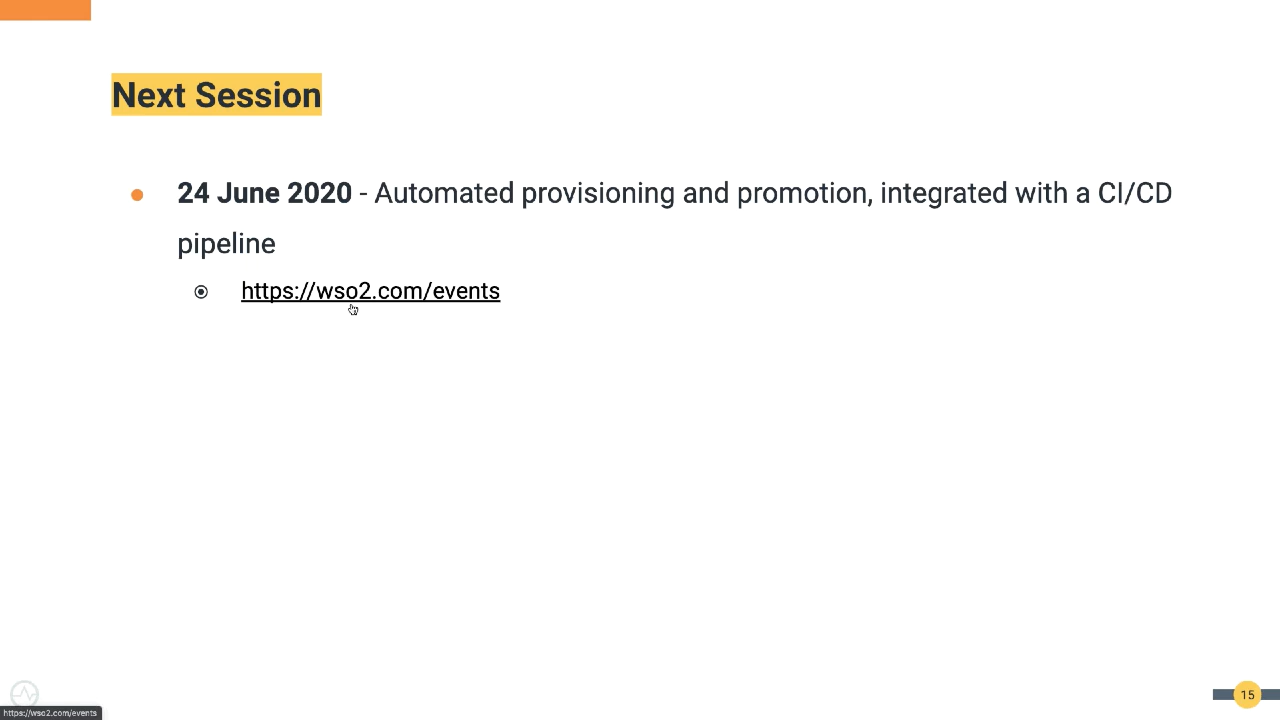 Next Session
24 June 2020 - Automated provisioning and promotion, integrated with a CI/CD
pipeline
https://wso2.com/events
15
https://wso2.com/events